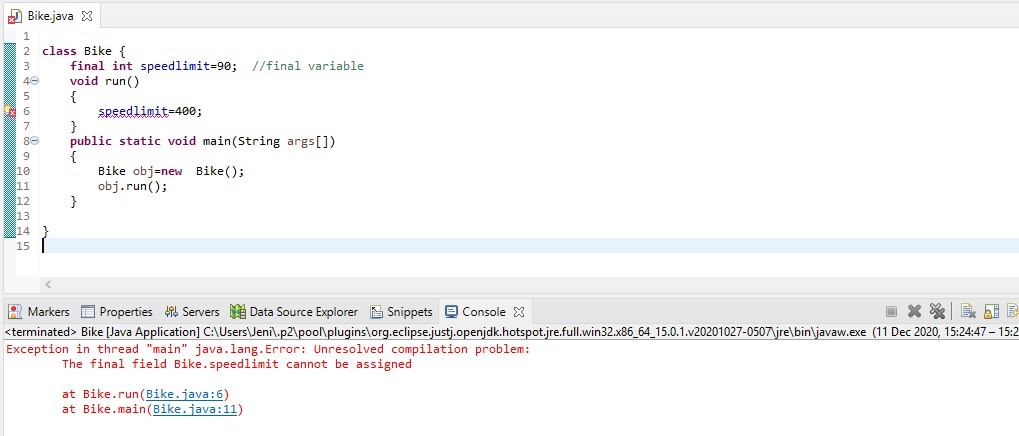 Bike.java
1
2 class Bike {
3 final int speedlimit=90;  //final variable
4 void run()
5 {
6 speedlimit=400;
7 }
8 public static void main(String args[])
9 {
10 Bike obj=new  Bike();
11 obj.run();
12 }
13
14 }
15
Markers Properties Servers Data Source Explorer Snippets Console
<terminated> Bike [Java Application] C:\Users\Jeni\.p2\pool\plugins\org.eclipse.justj.openjdk.hotspot.jre.full.win32.x86_64_15.0.1.v20201027-0507\jre\bin\javaw.exe  (11 Dec 2020, 15:24:47 – 15:2
Exception in thread "main" java.lang.Error: Unresolved compilation problem:
The final field Bike.speedlimit cannot be assigned
at Bike.run(Bike.java:6)
at Bike.main(Bike.java:11)